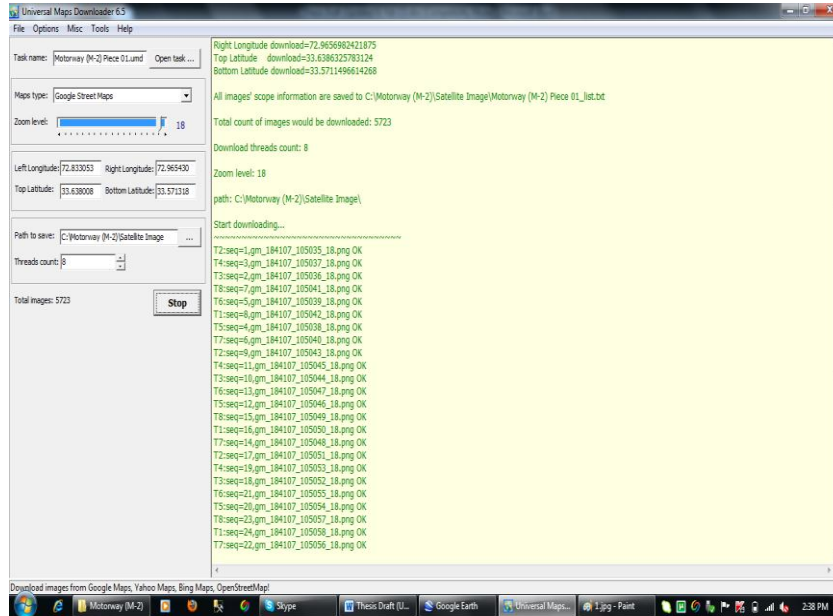 Universal Maps Downloader 6.5
File Options Misc Tools Help
Task name: Motorway (M-2) Piece 01.umd Open task ...
Maps type: Google Street Maps
Zoom level: 18
Left Longitude: 72.833053 Right Longitude: 72.965430
Top Latitude: 33.638008 Bottom Latitude: 33.571318
Path to save: C:\Motorway (M-2)\Satellite Image ...
Threads count: 8
Total images: 5723 Stop
Right Longitude download=72.9656982421875
Top Latitude download=33.6386325783124
Bottom Latitude download=33.5711496614268
All images' scope information are saved to C:\Motorway (M-2)\Satellite Image\Motorway (M-2) Piece 01_list.txt
Total count of images would be downloaded: 5723
Download threads count: 8
Zoom level: 18
path: C:\Motorway (M-2)\Satellite Image\
Start downloading...
~~~~~~~~~~~~~~~~~~~~~~~~~~~~~~~~~~~
T2:seq=1,gm_184107_105035_18.png OK
T4:seq=3,gm_184107_105037_18.png OK
T3:seq=2,gm_184107_105036_18.png OK
T8:seq=7,gm_184107_105041_18.png OK
T6:seq=5,gm_184107_105039_18.png OK
T1:seq=8,gm_184107_105042_18.png OK
T5:seq=4,gm_184107_105038_18.png OK
T7:seq=6,gm_184107_105040_18.png OK
T2:seq=9,gm_184107_105043_18.png OK
T4:seq=11,gm_184107_105045_18.png OK
T3:seq=10,gm_184107_105044_18.png OK
T6:seq=13,gm_184107_105047_18.png OK
T5:seq=12,gm_184107_105046_18.png OK
T8:seq=15,gm_184107_105049_18.png OK
T1:seq=16,gm_184107_105050_18.png OK
T7:seq=14,gm_184107_105048_18.png OK
T2:seq=17,gm_184107_105051_18.png OK
T4:seq=19,gm_184107_105053_18.png OK
T3:seq=18,gm_184107_105052_18.png OK
T6:seq=21,gm_184107_105055_18.png OK
T5:seq=20,gm_184107_105054_18.png OK
T8:seq=23,gm_184107_105057_18.png OK
T1:seq=24,gm_184107_105058_18.png OK
T7:seq=22,gm_184107_105056_18.png OK
Download images from Google Maps, Yahoo Maps, Bing Maps, OpenStreetMap!
Motorway (M-2) Skype Thesis Draft (U... Google Earth Universal Maps... 1.jpg - Paint 2:38 PM